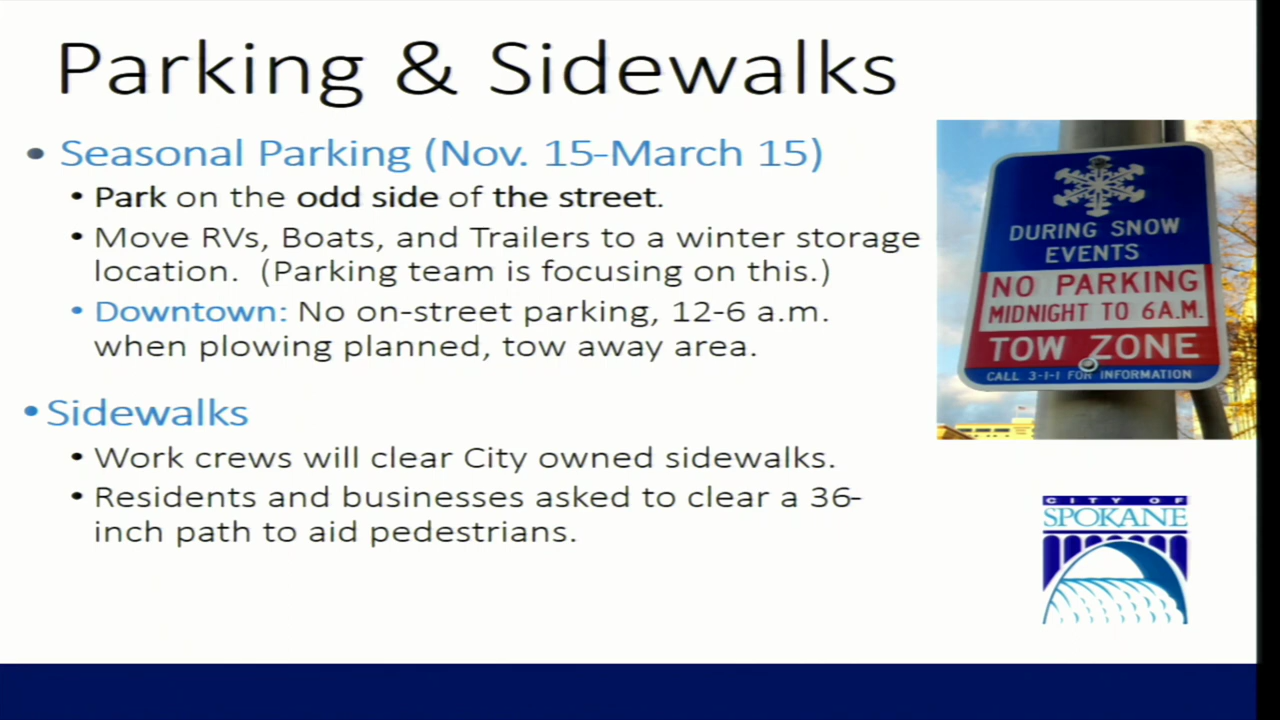 Parking & Sidewalks
• Seasonal Parking (Nov. 15-March 15)
• Park on the odd side of the street.
• Move RVs, Boats, and Trailers to a winter storage
location. (Parking team is focusing on this.)
• Downtown: No on-street parking, 12-6 a.m.
when plowing planned, tow away area.
• Sidewalks
• Work crews will clear City owned sidewalks.
• Residents and businesses asked to clear a 36-
inch path to aid pedestrians.
DURING SNOW
EVENTS
NO PARKING
MIDNIGHT TO 6A.M.
TOW ZONE
CALL 3-1-1 FOR INFORMATION
CITY OF
SPOKANE